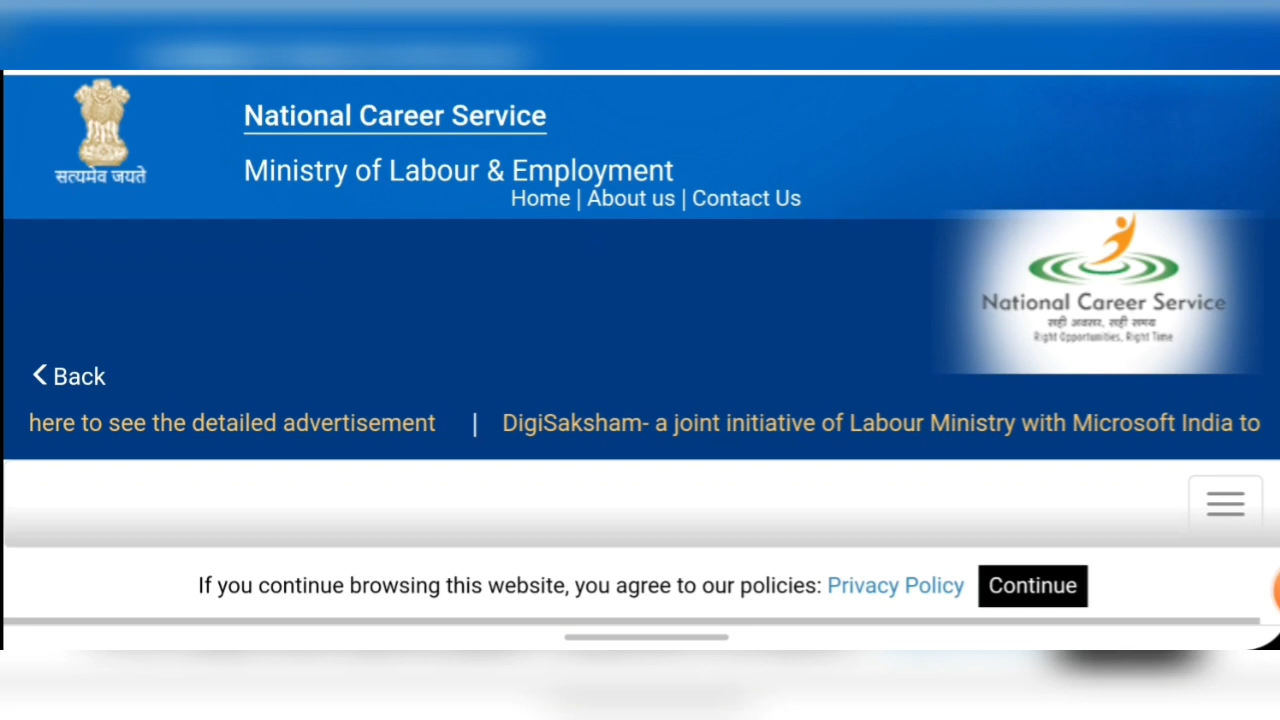 National Career Service
सत्यमेव जयते
Ministry of Labour & Employment
Home | About us | Contact Us
National Career Service
सही अवसर, सही समय
Right Opportunities, Right Time
Back
here to see the detailed advertisement | DigiSaksham- a joint initiative of Labour Ministry with Microsoft India to
If you continue browsing this website, you agree to our policies: Privacy Policy Continue